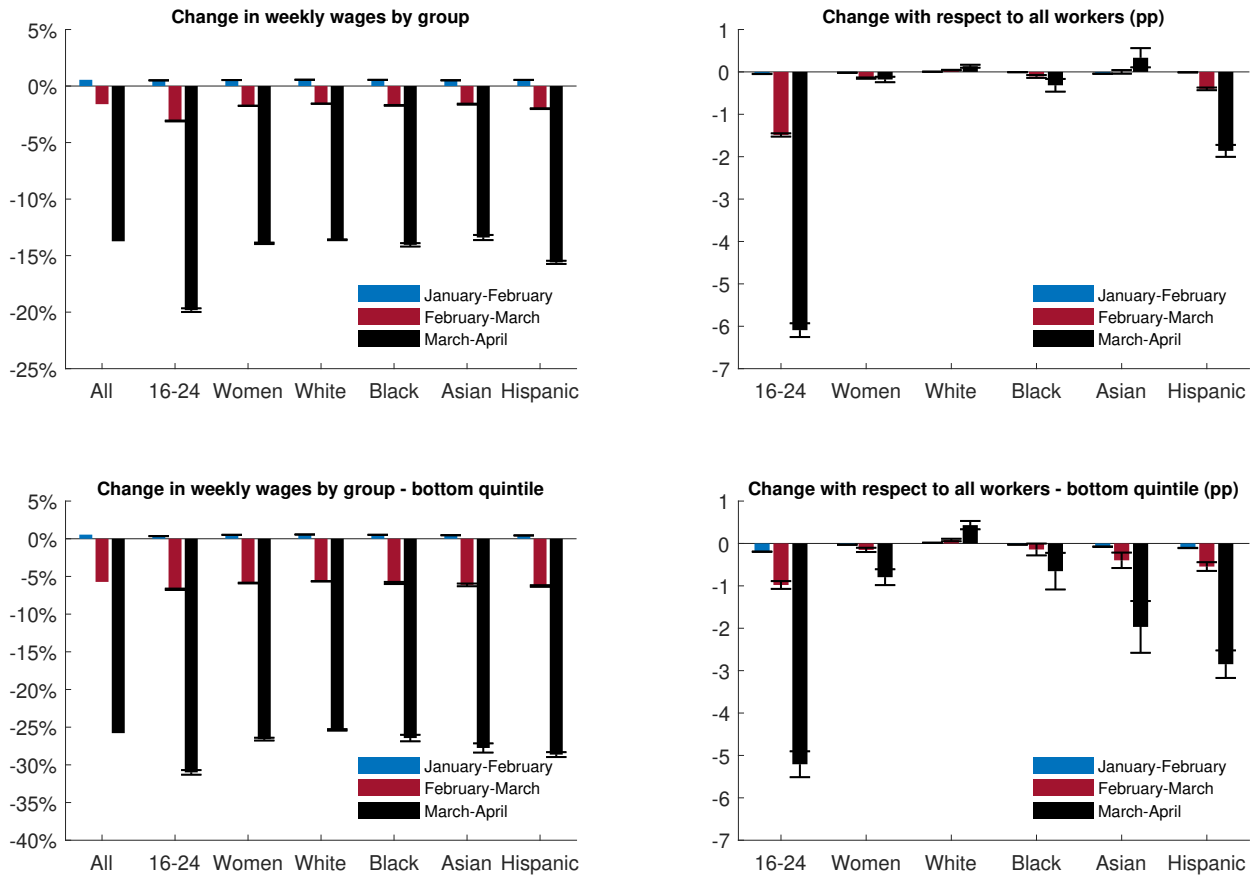 Change in weekly wages by group
5%
0%
-5%
-10%
-15%
-20%
-25%
January-February
February-March
March-April
All 16-24 Women White Black Asian Hispanic
Change with respect to all workers (pp)
1
0
-1
-2
-3
-4
-5
-6
-7
January-February
February-March
March-April
16-24 Women White Black Asian Hispanic
Change in weekly wages by group - bottom quintile
5%
0%
-5%
-10%
-15%
-20%
-25%
-30%
-35%
-40%
January-February
February-March
March-April
All 16-24 Women White Black Asian Hispanic
Change with respect to all workers - bottom quintile (pp)
1
0
-1
-2
-3
-4
-5
-6
-7
January-February
February-March
March-April
16-24 Women White Black Asian Hispanic